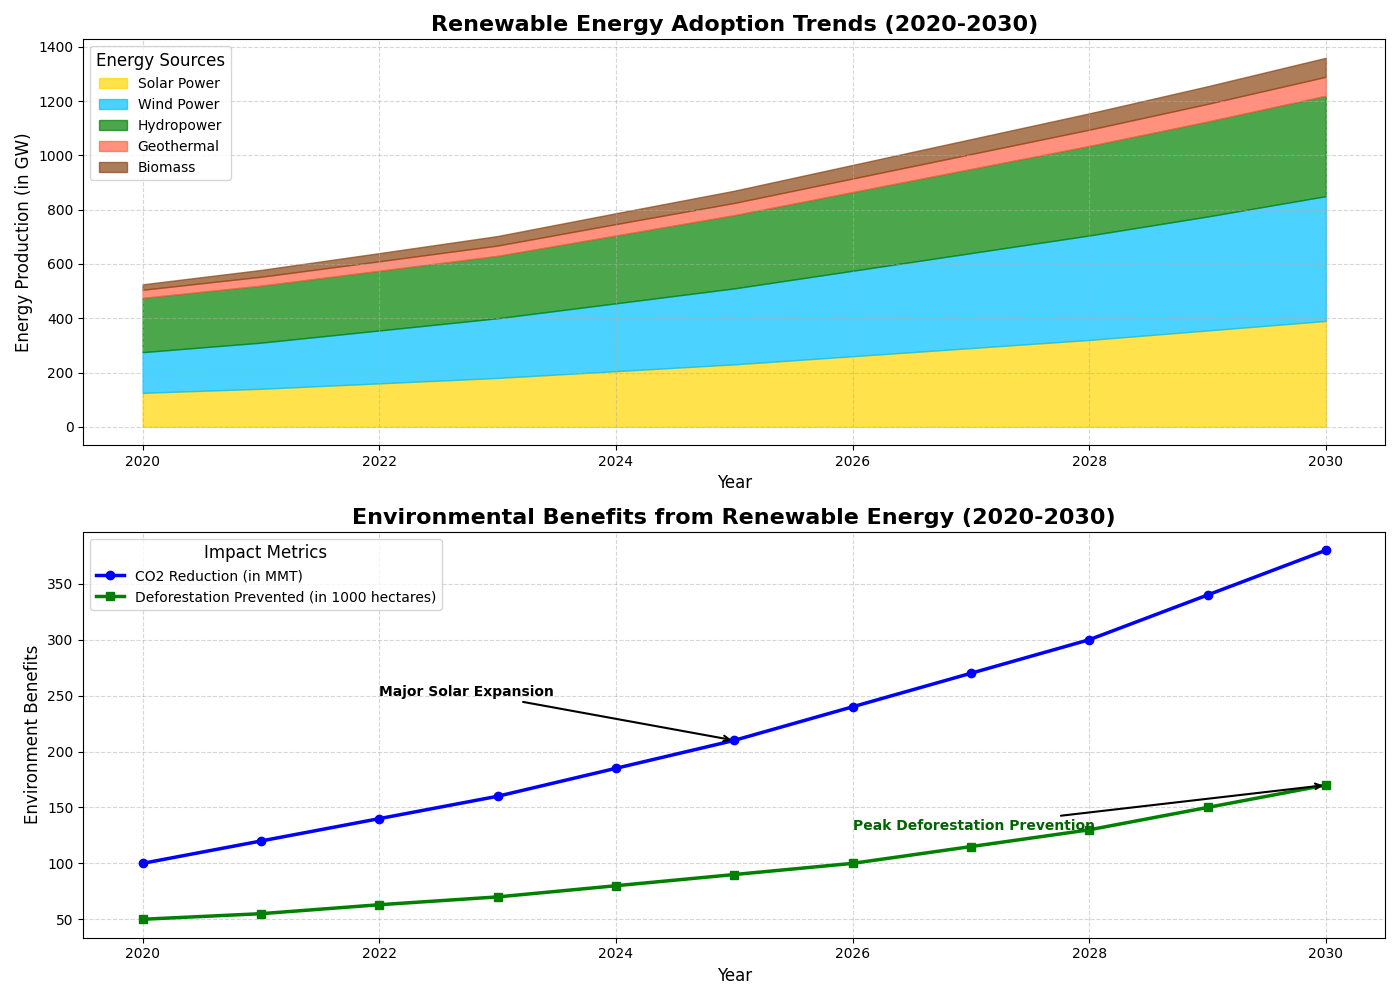 Renewable Energy Adoption Trends (2020-2030)
Energy Production (in GW)
1400
1200
1000
800
600
400
200
0
Energy Sources
Solar Power
Wind Power
Hydropower
Geothermal
Biomass
2020 2022 2024 2026 2028 2030
Year
Environmental Benefits from Renewable Energy (2020-2030)
Environment Benefits
350
300
250
200
150
100
50
Impact Metrics
CO2 Reduction (in MMT)
Deforestation Prevented (in 1000 hectares)
Major Solar Expansion
Peak Deforestation Prevention
2020 2022 2024 2026 2028 2030
Year